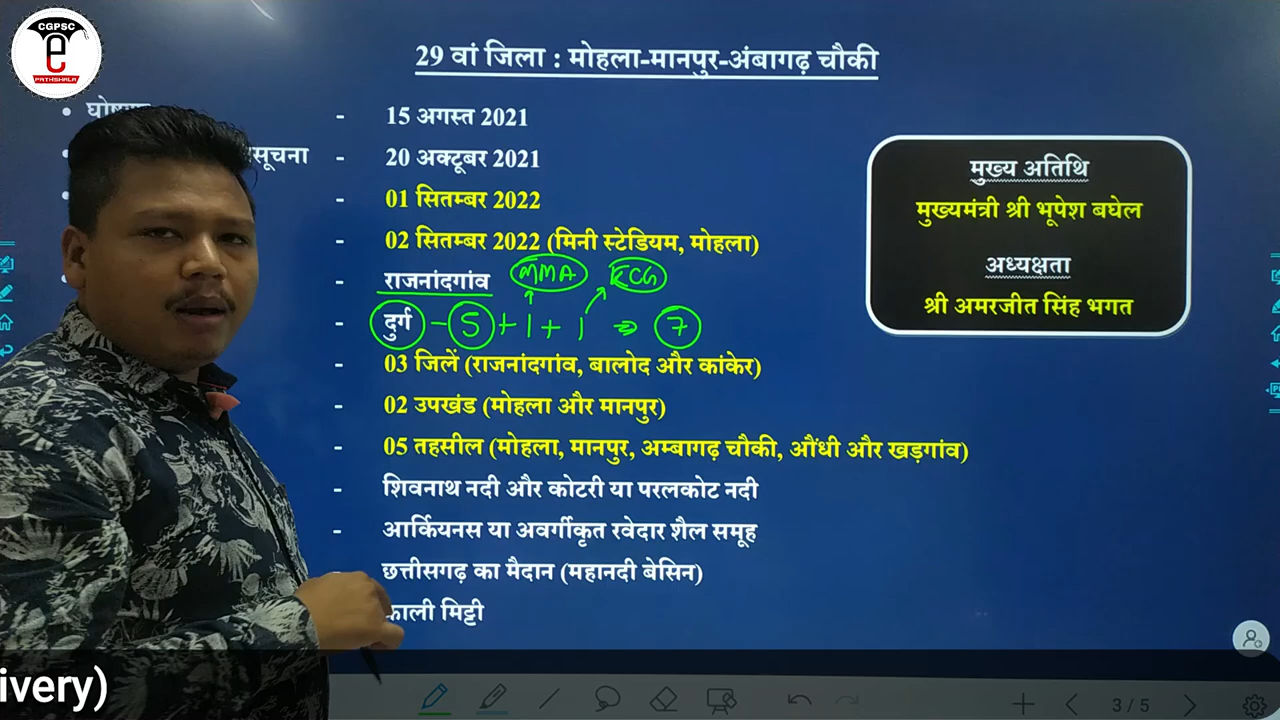 CGPSC
e
PATHSHALA
29 वां जिला : मोहला-मानपुर-अंबागढ़ चौकी
- 15 अगस्त 2021
सूचना - 20 अक्टूबर 2021
- 01 सितम्बर 2022
- 02 सितम्बर 2022 (मिनी स्टेडियम, मोहला)
- राजनांदगांव MMA KCG
- दुर्ग - 5 + 1 + 1 ⇒ 7
- 03 जिलें (राजनांदगांव, बालोद और कांकेर)
- 02 उपखंड (मोहला और मानपुर)
- 05 तहसील (मोहला, मानपुर, अम्बागढ़ चौकी, औंधी और खड़गांव)
- शिवनाथ नदी और कोटरी या परलकोट नदी
- आर्कियनस या अवर्गीकृत रवेदार शैल समूह
छत्तीसगढ़ का मैदान (महानदी बेसिन)
काली मिट्टी
मुख्य अतिथि
मुख्यमंत्री श्री भूपेश बघेल
अध्यक्षता
श्री अमरजीत सिंह भगत
ivery)
3 / 5